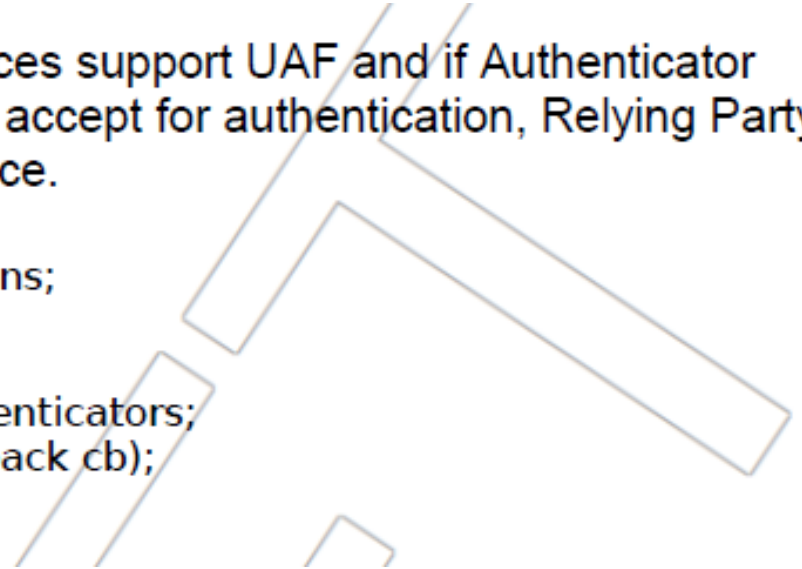 ces support UAF and if Authenticator
accept for authentication, Relying Party
ce.
ns;
enticators;
ack cb);